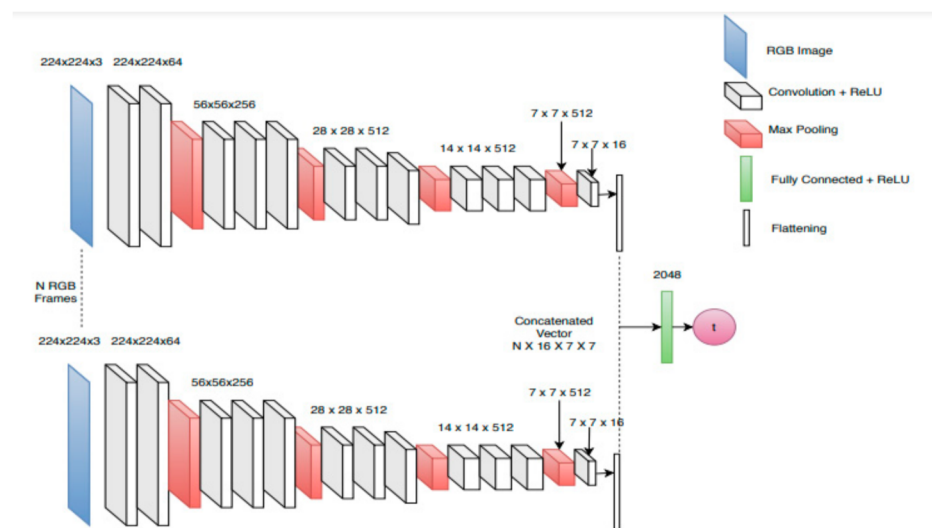 224x224x3 224x224x64
56x56x256
28 x 28 x 512
14 x 14 x 512
7 x 7 x 512
7 x 7 x 16
RGB Image
Convolution + ReLU
Max Pooling
Fully Connected + ReLU
Flattening
N RGB
Frames
Concatenated
Vector
N X 16 X 7 X 7
2048
t
224x224x3 224x224x64
56x56x256
28 x 28 x 512
14 x 14 x 512
7 x 7 x 512
7 x 7 x 16